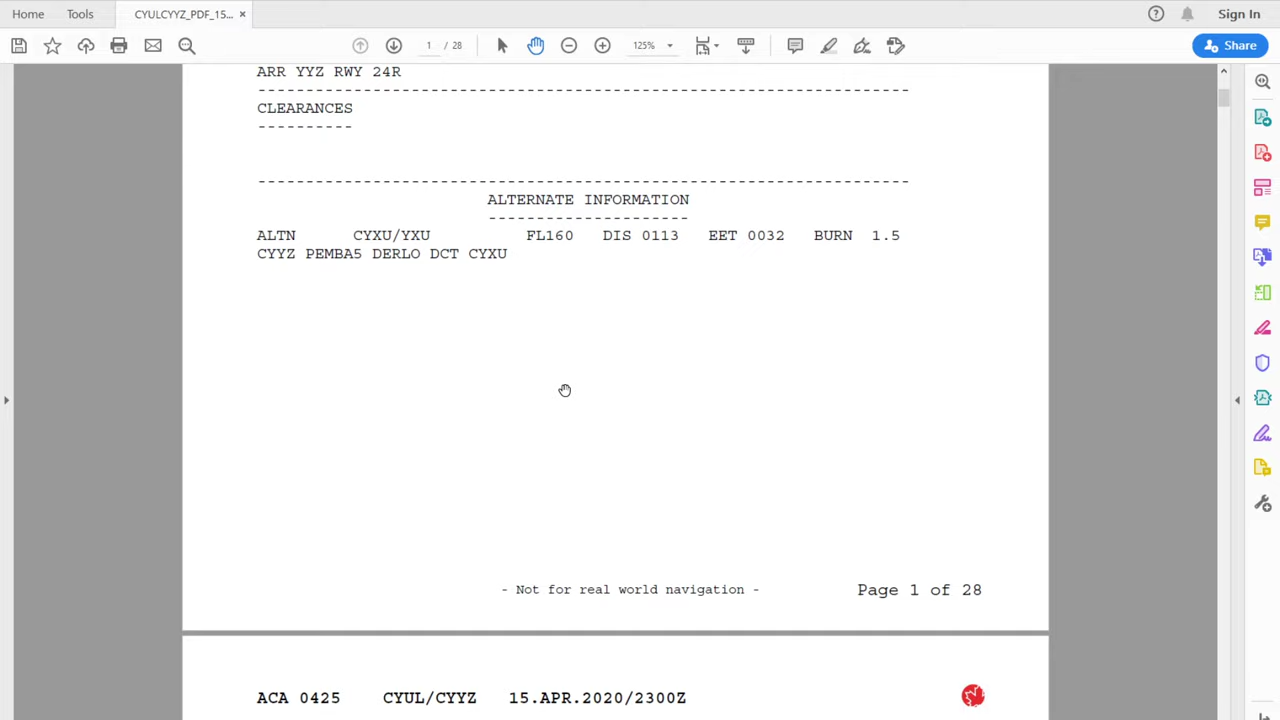 Home Tools CYULCYYZ_PDF_15... × Sign In
1 / 28 125% Share
ARR YYZ RWY 24R
--------------------------------------------------------------------
CLEARANCES
----------
--------------------------------------------------------------------
ALTERNATE INFORMATION
---------------------
ALTN CYXU/YXU FL160 DIS 0113 EET 0032 BURN 1.5
CYYZ PEMBA5 DERLO DCT CYXU
- Not for real world navigation - Page 1 of 28
ACA 0425 CYUL/CYYZ 15.APR.2020/2300Z